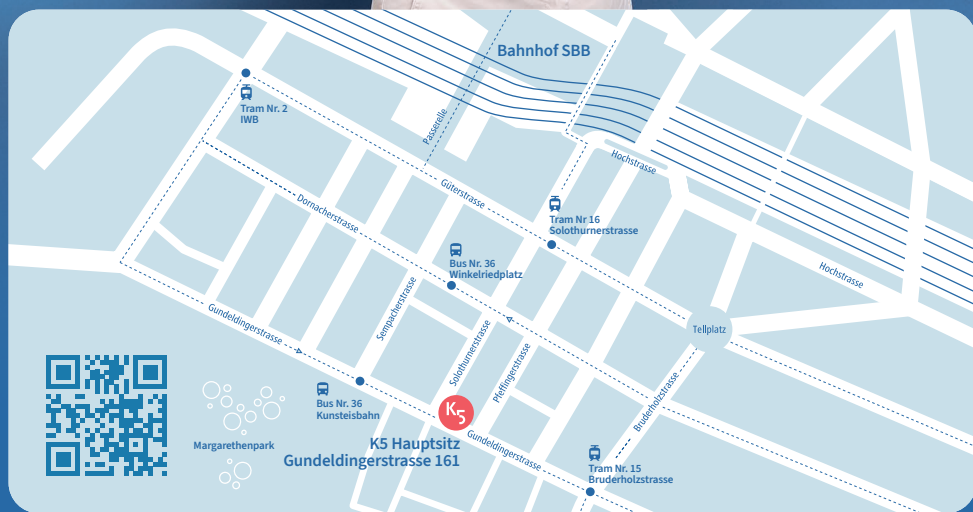 Bahnhof SBB
Tram Nr. 2
IWB
Passerelle
Hochstrasse
Güterstrasse
Dornacherstrasse
Tram Nr 16
Solothurnerstrasse
Bus Nr. 36
Winkelriedplatz
Hochstrasse
Sempacherstrasse
Gundeldingerstrasse
Tellplatz
Solothurnerstrasse
Pfeffingerstrasse
Bus Nr. 36
Kunsteisbahn
Bruderholzstrasse
K5
Margarethenpark
K5 Hauptsitz
Gundeldingerstrasse 161
Gundeldingerstrasse
Tram Nr. 15
Bruderholzstrasse